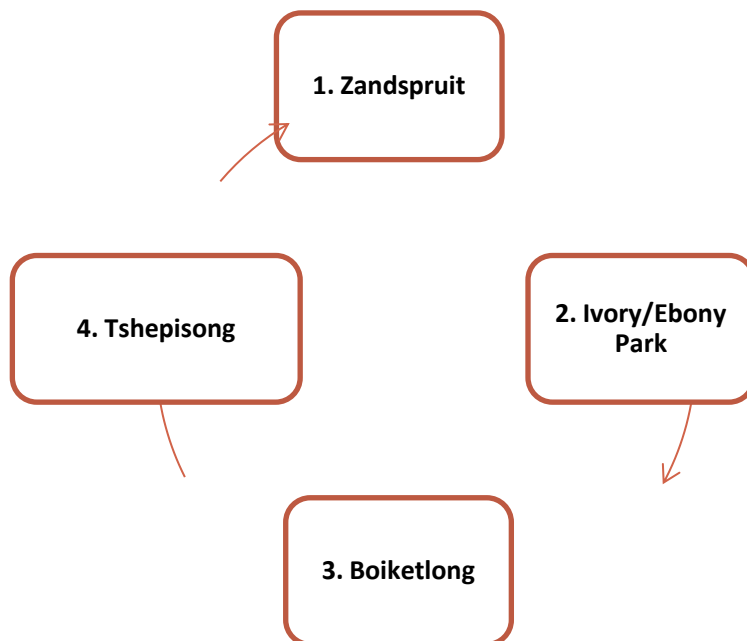 1. Zandspruit
2. Ivory/Ebony
Park
3. Boiketlong
4. Tshepisong